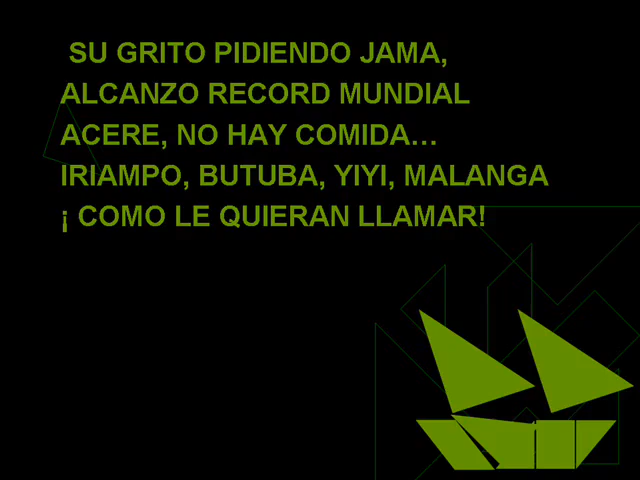 SU GRITO PIDIENDO JAMA,
ALCANZO RECORD MUNDIAL
ACERE, NO HAY COMIDA…
IRIAMPO, BUTUBA, YIYI, MALANGA
¡ COMO LE QUIERAN LLAMAR!